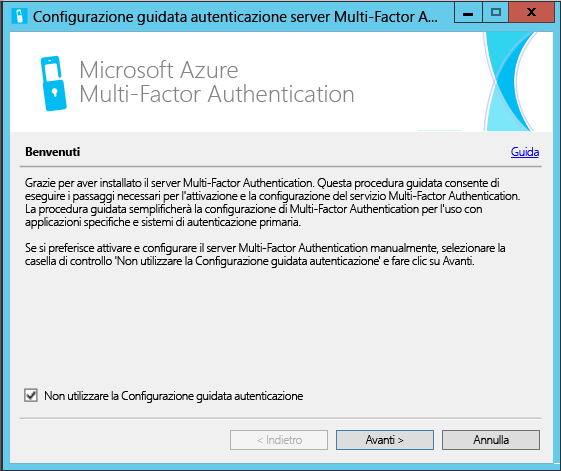 Configurazione guidata autenticazione server Multi-Factor A...
Microsoft Azure
Multi-Factor Authentication
Benvenuti
Guida
Grazie per aver installato il server Multi-Factor Authentication. Questa procedura guidata consente di
eseguire i passaggi necessari per l'attivazione e la configurazione del servizio Multi-Factor Authentication.
La procedura guidata semplificherà la configurazione di Multi-Factor Authentication per l'uso con
applicazioni specifiche e sistemi di autenticazione primaria.
Se si preferisce attivare e configurare il server Multi-Factor Authentication manualmente, selezionare la
casella di controllo 'Non utilizzare la Configurazione guidata autenticazione' e fare clic su Avanti.
Non utilizzare la Configurazione guidata autenticazione
< Indietro
Avanti >
Annulla